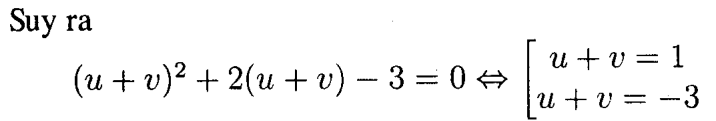 Suy ra
(u + v)² + 2(u + v) − 3 = 0 ⇔ [ u + v = 1
u + v = −3